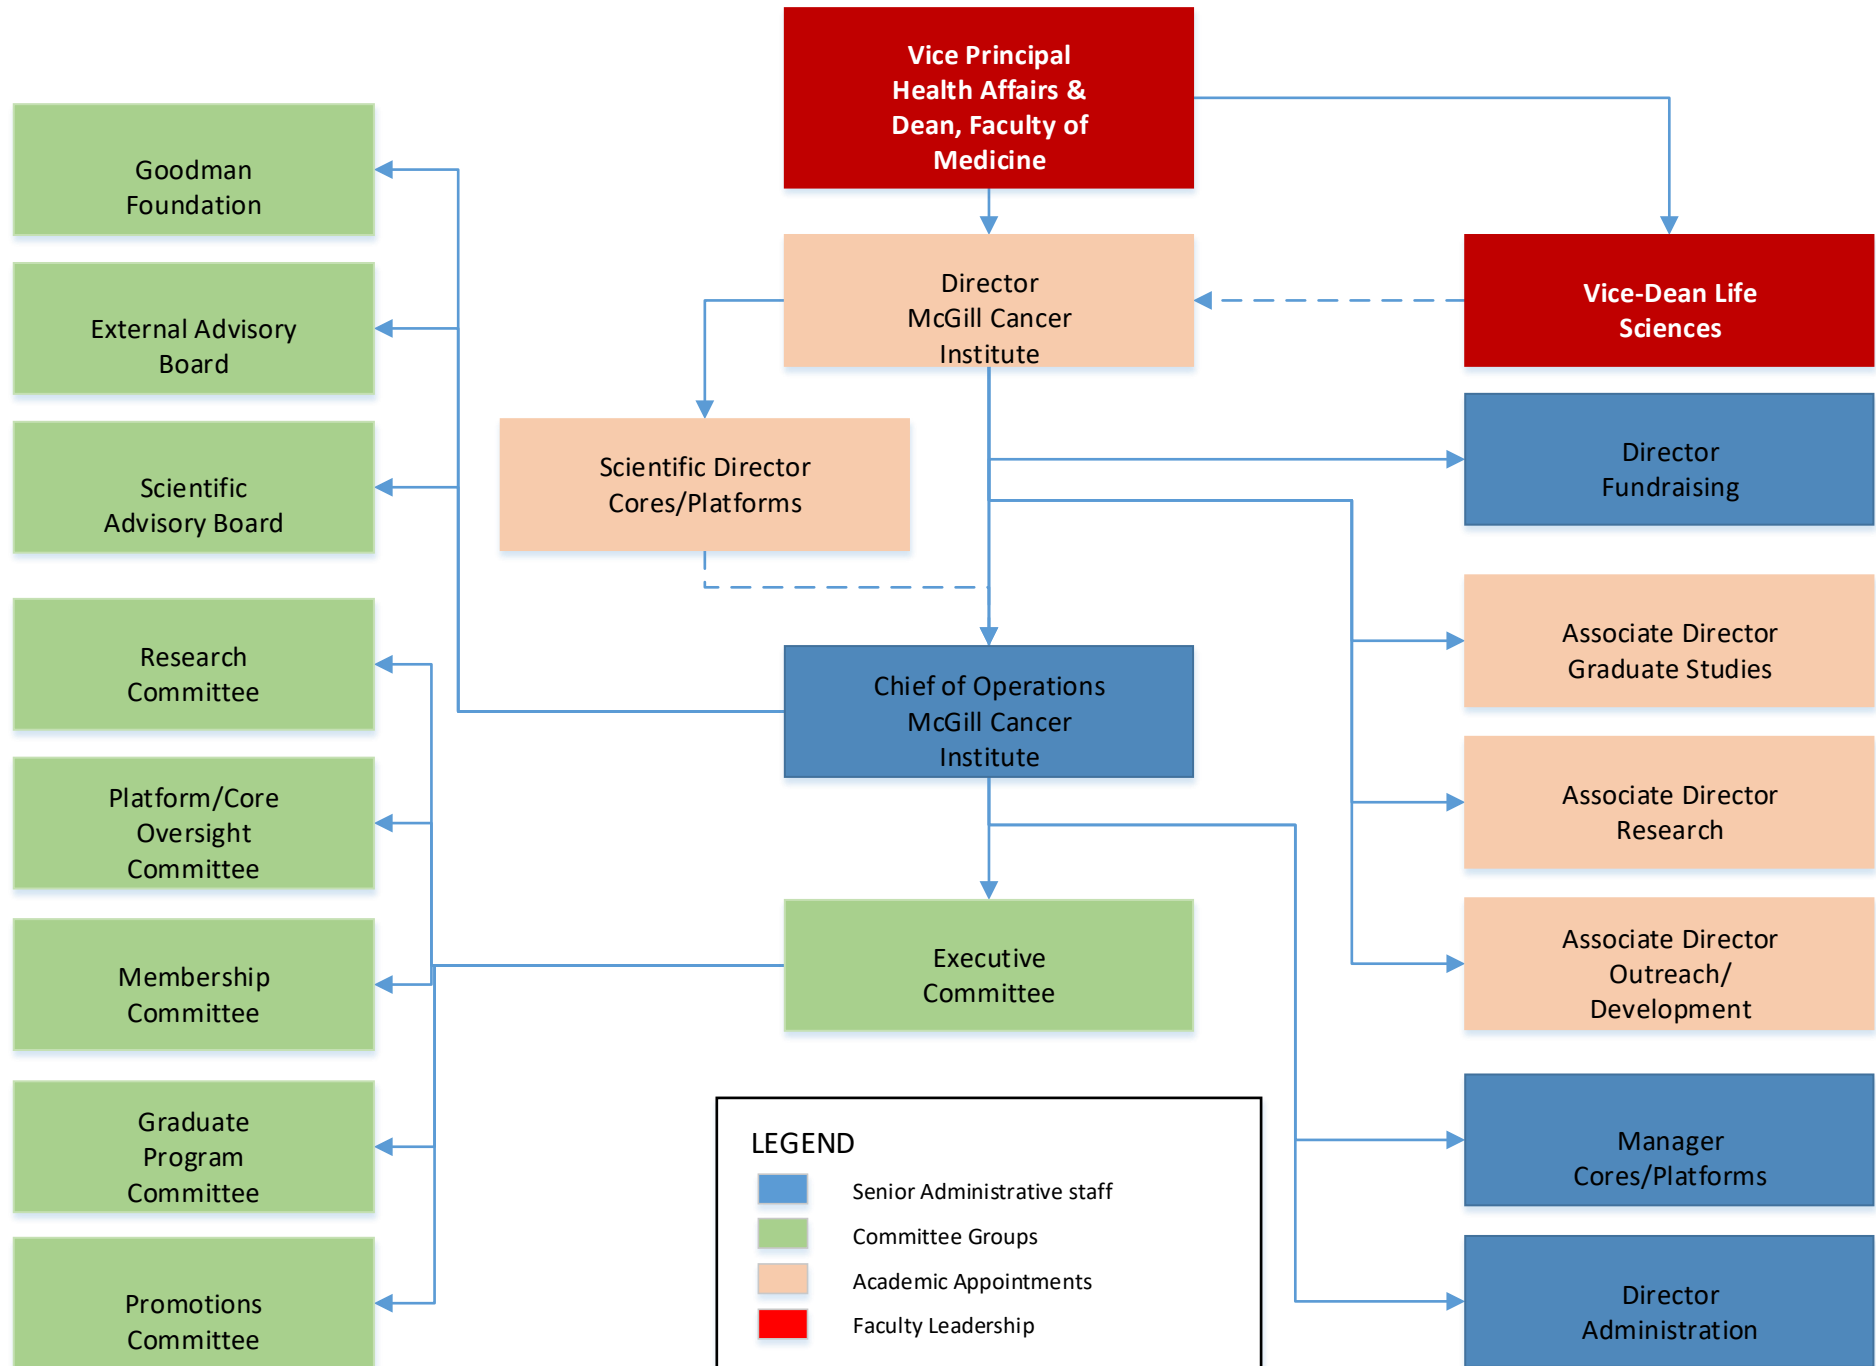 Vice Principal
Health Affairs &
Dean, Faculty of
Medicine
Goodman
Foundation
Director
McGill Cancer
Institute
Vice-Dean Life
Sciences
External Advisory
Board
Scientific Director
Cores/Platforms
Director
Fundraising
Scientific
Advisory Board
Associate Director
Graduate Studies
Research
Committee
Chief of Operations
McGill Cancer
Institute
Associate Director
Research
Platform/Core
Oversight
Committee
Executive
Committee
Associate Director
Outreach/
Development
Membership
Committee
Graduate
Program
Committee
Manager
Cores/Platforms
Promotions
Committee
Director
Administration
LEGEND
Senior Administrative staff
Committee Groups
Academic Appointments
Faculty Leadership